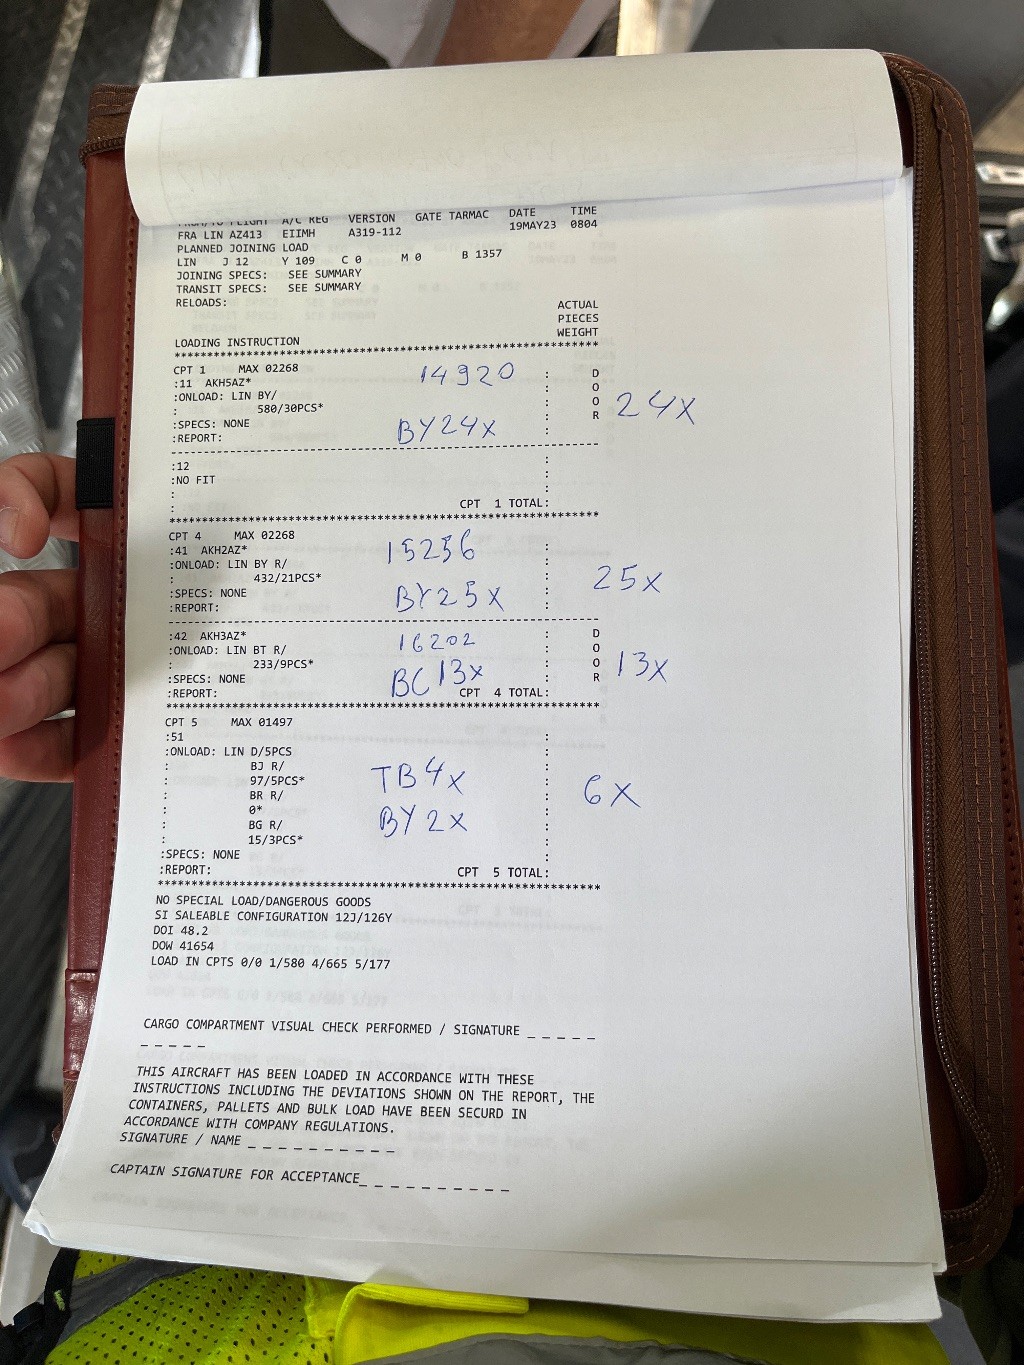 FROM/TO FLIGHT A/C REG VERSION GATE TARMAC DATE TIME
FRA LIN AZ413 EIIMH A319-112 19MAY23 0804
PLANNED JOINING LOAD
LIN J 12 Y 109 C 0 M 0 B 1357
JOINING SPECS: SEE SUMMARY
TRANSIT SPECS: SEE SUMMARY
RELOADS:
ACTUAL
PIECES
WEIGHT
LOADING INSTRUCTION
************************************************************
CPT 1 MAX 02268 14920 : D
:11 AKH5AZ* : O
:ONLOAD: LIN BY/ : O 24X
: 580/30PCS* : R
:SPECS: NONE BY24X :
:REPORT: :
------------------------------------------------------------
:12 :
:NO FIT :
: :
: CPT 1 TOTAL:
************************************************************
CPT 4 MAX 02268
:41 AKH2AZ* 15256 :
:ONLOAD: LIN BY R/ :
: 432/21PCS* : 25X
:SPECS: NONE BY25X :
:REPORT: :
------------------------------------------------------------
:42 AKH3AZ* 16202 : D
:ONLOAD: LIN BT R/ : O
: 233/9PCS* : O 13X
:SPECS: NONE BC13X : R
:REPORT: CPT 4 TOTAL:
************************************************************
CPT 5 MAX 01497
:51 :
:ONLOAD: LIN D/5PCS :
: BJ R/ :
: 97/5PCS* TB4X :
: BR R/ : 6X
: 0* :
: BG R/ BY2X :
: 15/3PCS* :
:SPECS: NONE :
:REPORT: CPT 5 TOTAL:
************************************************************
NO SPECIAL LOAD/DANGEROUS GOODS
SI SALEABLE CONFIGURATION 12J/126Y
DOI 48.2
DOW 41654
LOAD IN CPTS 0/0 1/580 4/665 5/177
CARGO COMPARTMENT VISUAL CHECK PERFORMED / SIGNATURE _ _ _ _ _
_ _ _ _ _
THIS AIRCRAFT HAS BEEN LOADED IN ACCORDANCE WITH THESE
INSTRUCTIONS INCLUDING THE DEVIATIONS SHOWN ON THE REPORT, THE
CONTAINERS, PALLETS AND BULK LOAD HAVE BEEN SECURD IN
ACCORDANCE WITH COMPANY REGULATIONS.
SIGNATURE / NAME _ _ _ _ _ _ _ _ _ _
CAPTAIN SIGNATURE FOR ACCEPTANCE_ _ _ _ _ _ _ _ _ _